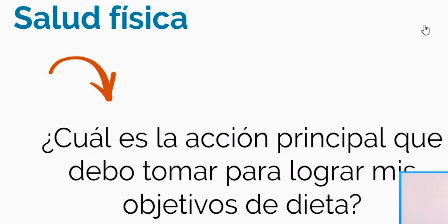 Salud física
¿Cuál es la acción principal que
debo tomar para lograr mis
objetivos de dieta?